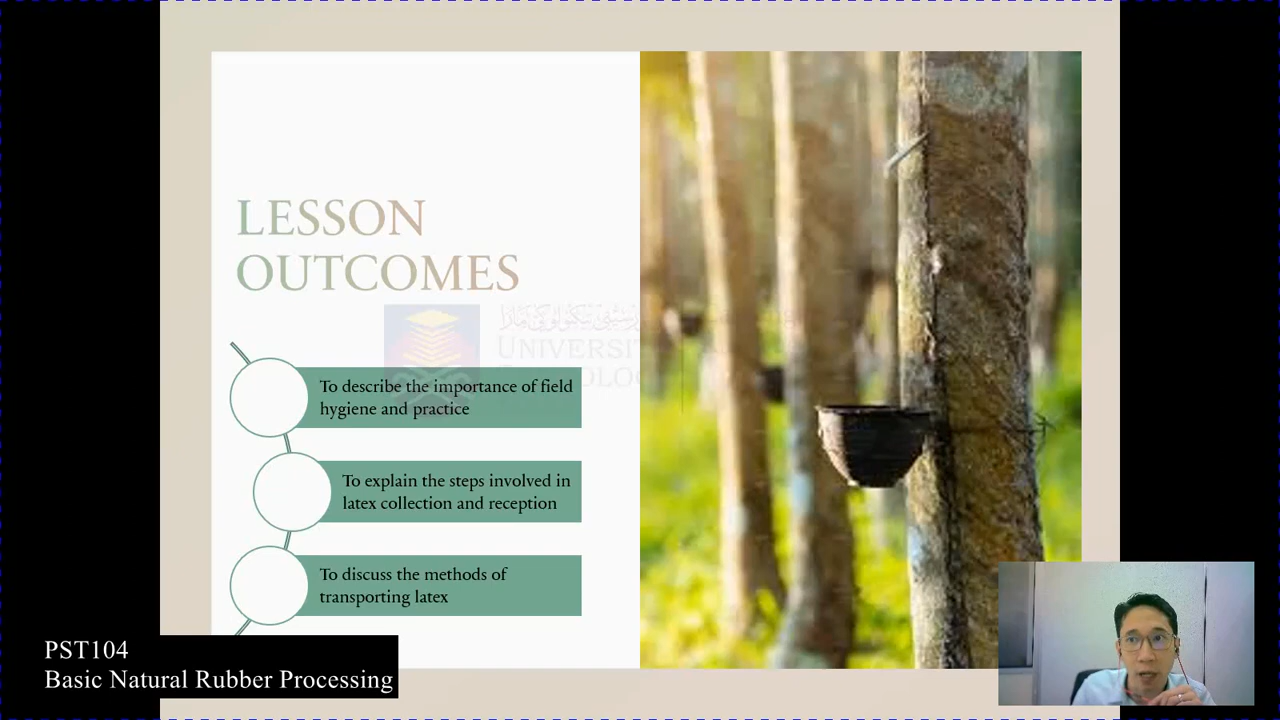 LESSON
OUTCOMES
UNIVERSIT
To describe the importance of field
hygiene and practice
To explain the steps involved in
latex collection and reception
To discuss the methods of
transporting latex
PST104
Basic Natural Rubber Processing